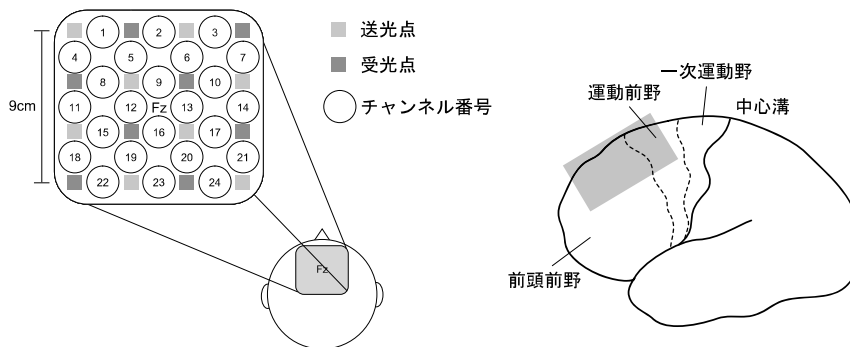 1 2 3
4 5 6 7
8 9 10
9cm
11 12 Fz 13 14
15 16 17
18 19 20 21
22 23 24
送光点
受光点
チャンネル番号
Fz
一次運動野
運動前野
中心溝
前頭前野